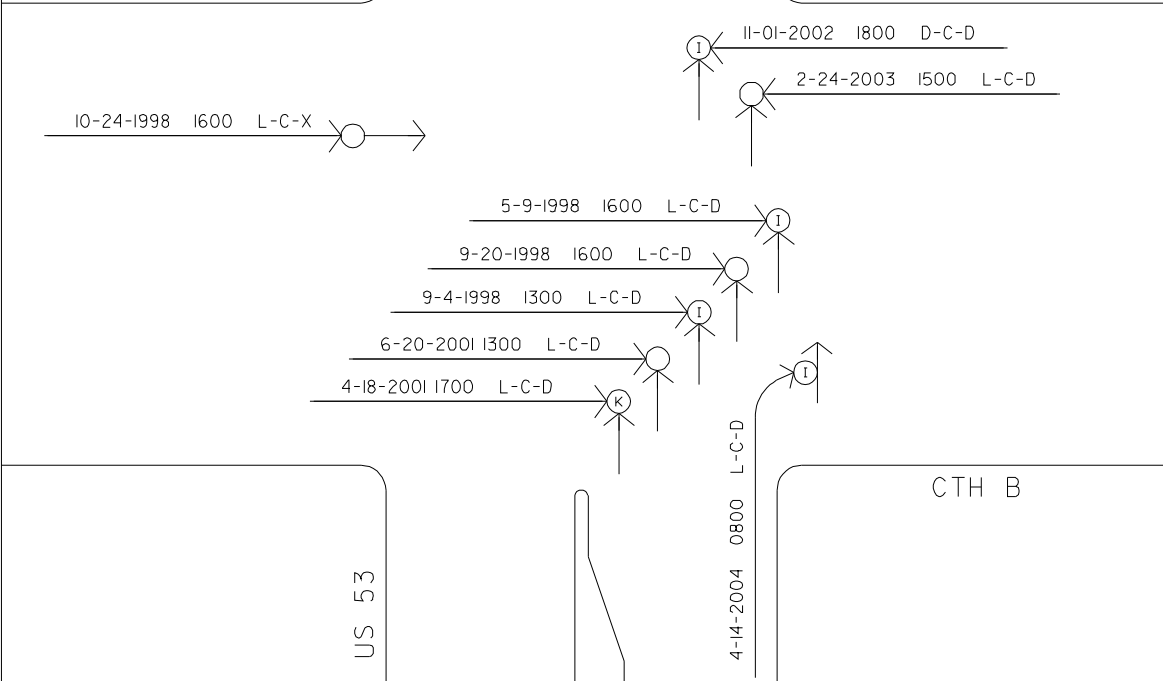 11-01-2002 1800 D-C-D
I
2-24-2003 1500 L-C-D
10-24-1998 1600 L-C-X
5-9-1998 1600 L-C-D
I
9-20-1998 1600 L-C-D
9-4-1998 1300 L-C-D
I
6-20-2001 1300 L-C-D
4-18-2001 1700 L-C-D
K
I
4-14-2004 0800 L-C-D
CTH B
US 53